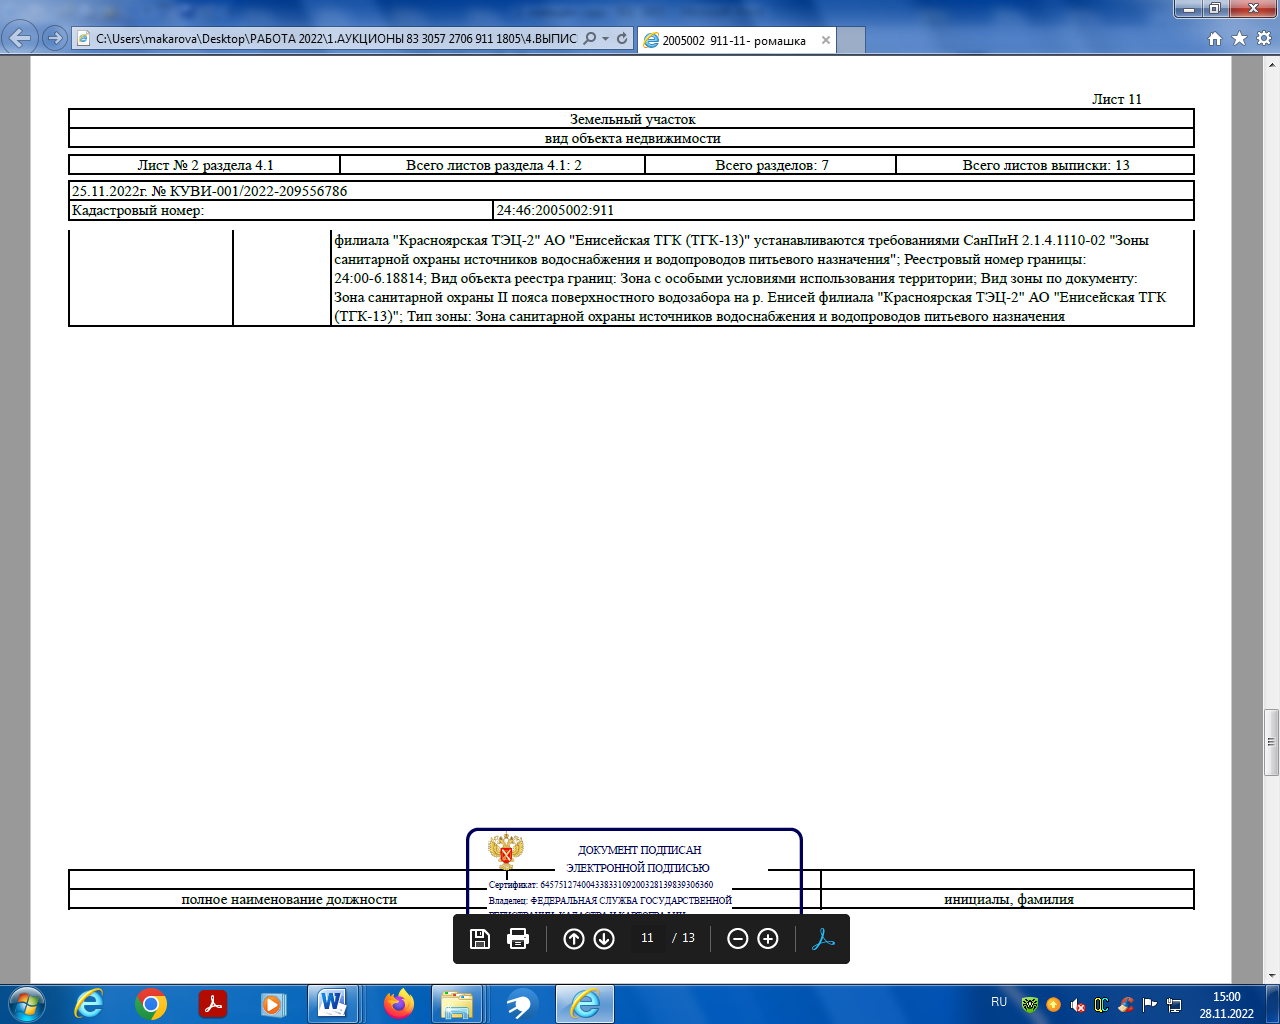 C:\Users\makarova\Desktop\РАБОТА 2022\1.АУКЦИОНЫ 83 3057 2706 911 1805\4.ВЫПИС
2005002 911-11- ромашка
Лист 11
Земельный участок
вид объекта недвижимости
Лист № 2 раздела 4.1
Всего листов раздела 4.1: 2
Всего разделов: 7
Всего листов выписки: 13
25.11.2022г. № КУВИ-001/2022-209556786
Кадастровый номер:
24:46:2005002:911
филиала "Красноярская ТЭЦ-2" АО "Енисейская ТГК (ТГК-13)" устанавливаются требованиями СанПиН 2.1.4.1110-02 "Зоны
санитарной охраны источников водоснабжения и водопроводов питьевого назначения"; Реестровый номер границы:
24:00-6.18814; Вид объекта реестра границ: Зона с особыми условиями использования территории; Вид зоны по документу:
Зона санитарной охраны II пояса поверхностного водозабора на р. Енисей филиала "Красноярская ТЭЦ-2" АО "Енисейская ТГК
(ТГК-13)"; Тип зоны: Зона санитарной охраны источников водоснабжения и водопроводов питьевого назначения
ДОКУМЕНТ ПОДПИСАН
ЭЛЕКТРОННОЙ ПОДПИСЬЮ
Сертификат: 64575127400433833109200328139839306360
Владелец: ФЕДЕРАЛЬНАЯ СЛУЖБА ГОСУДАРСТВЕННОЙ
РЕГИСТРАЦИИ, КАДАСТРА И КАРТОГРАФИИ
полное наименование должности
инициалы, фамилия
11 / 13
RU
15:00
28.11.2022